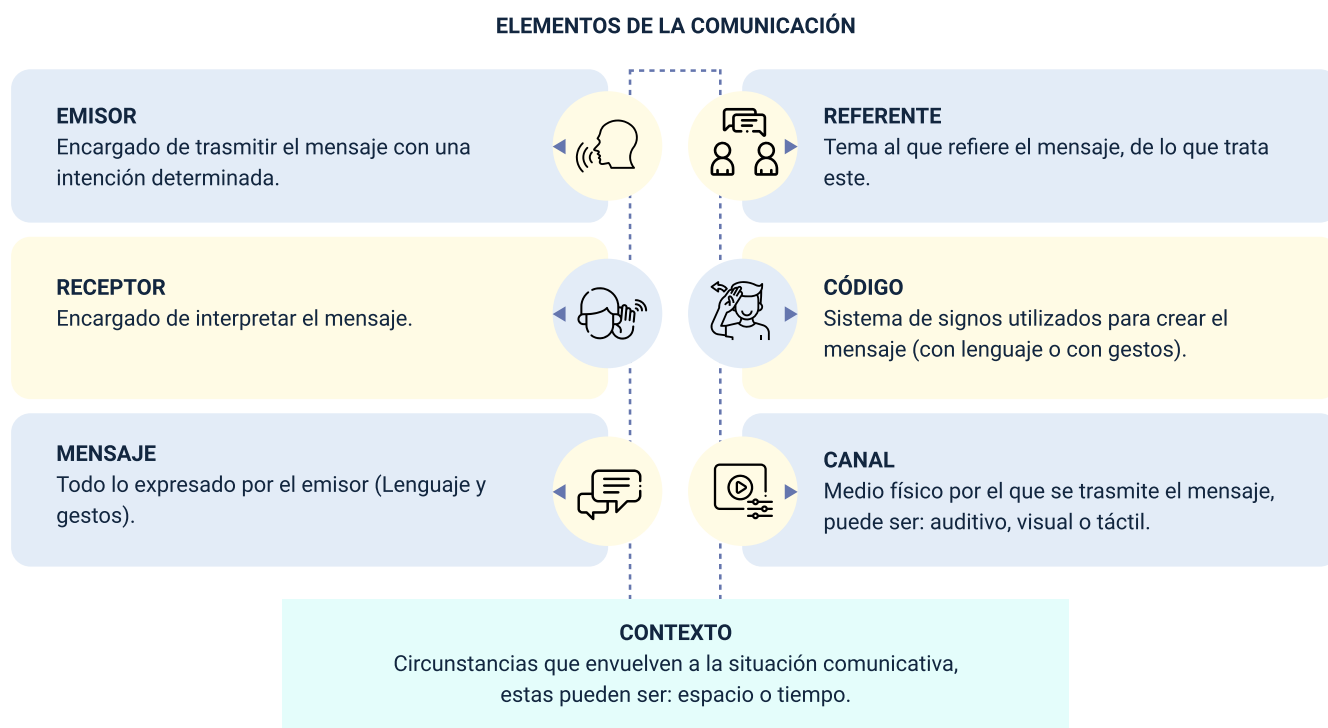 ELEMENTOS DE LA COMUNICACIÓN
EMISOR
Encargado de trasmitir el mensaje con una
intención determinada.
REFERENTE
Tema al que refiere el mensaje, de lo que trata
este.
RECEPTOR
Encargado de interpretar el mensaje.
CÓDIGO
Sistema de signos utilizados para crear el
mensaje (con lenguaje o con gestos).
MENSAJE
Todo lo expresado por el emisor (Lenguaje y
gestos).
CANAL
Medio físico por el que se trasmite el mensaje,
puede ser: auditivo, visual o táctil.
CONTEXTO
Circunstancias que envuelven a la situación comunicativa,
estas pueden ser: espacio o tiempo.